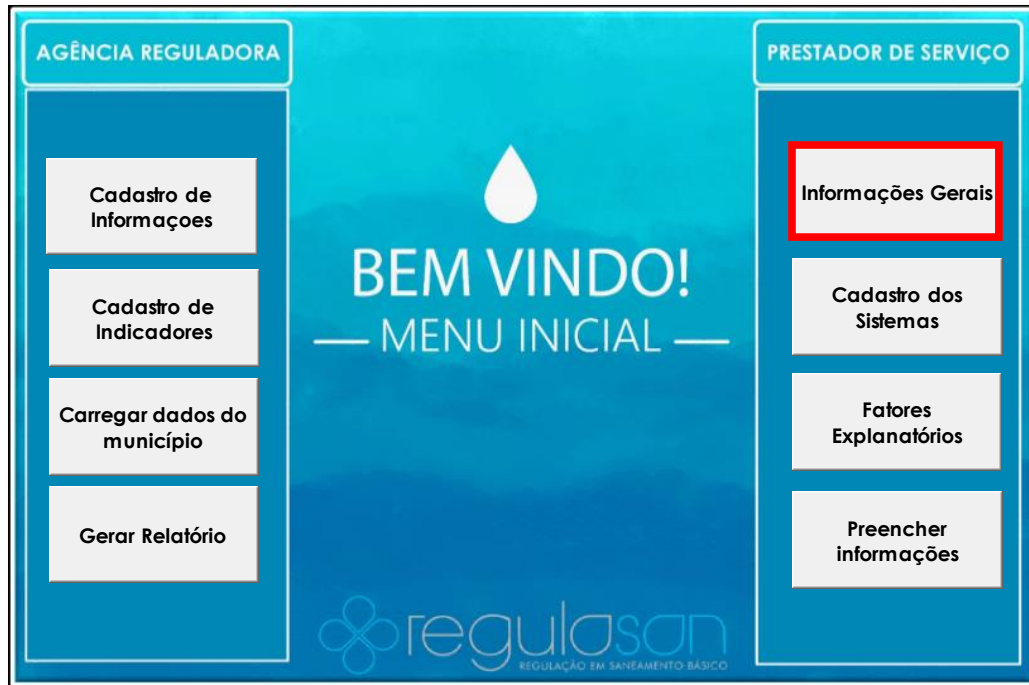 AGÊNCIA REGULADORA
Cadastro de
Informaçoes
Cadastro de
Indicadores
Carregar dados do
município
Gerar Relatório
BEM VINDO!
MENU INICIAL
regulasan
REGULAÇÃO EM SANEAMENTO BÁSICO
PRESTADOR DE SERVIÇO
Informações Gerais
Cadastro dos
Sistemas
Fatores
Explanatórios
Preencher
informações